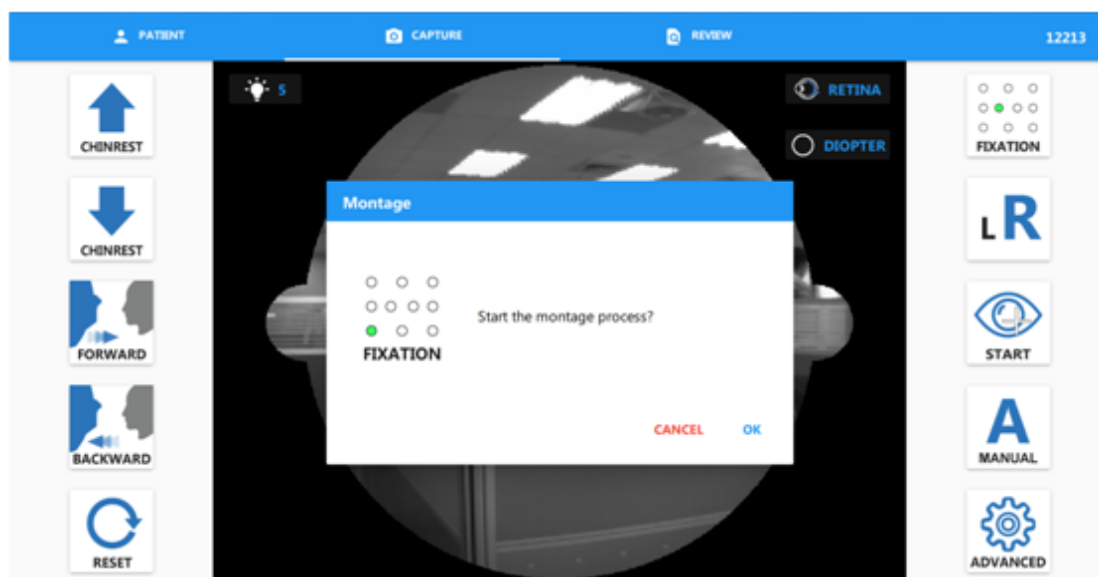 PATIENT
CAPTURE
REVIEW
12213
CHINREST
CHINREST
FORWARD
BACKWARD
RESET
5
RETINA
DIOPTER
Montage
FIXATION
Start the montage process?
CANCEL OK
FIXATION
L R
START
A
MANUAL
ADVANCED